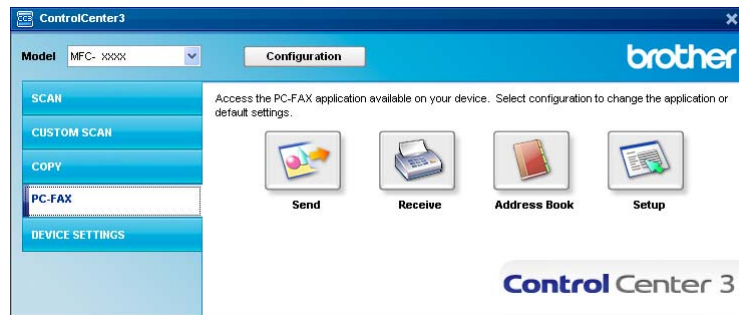 CC3 ControlCenter3
Model MFC- XXXX Configuration brother
SCAN
CUSTOM SCAN
COPY
PC-FAX
DEVICE SETTINGS
Access the PC-FAX application available on your device. Select configuration to change the application or
default settings.
Send Receive Address Book Setup
Control Center 3